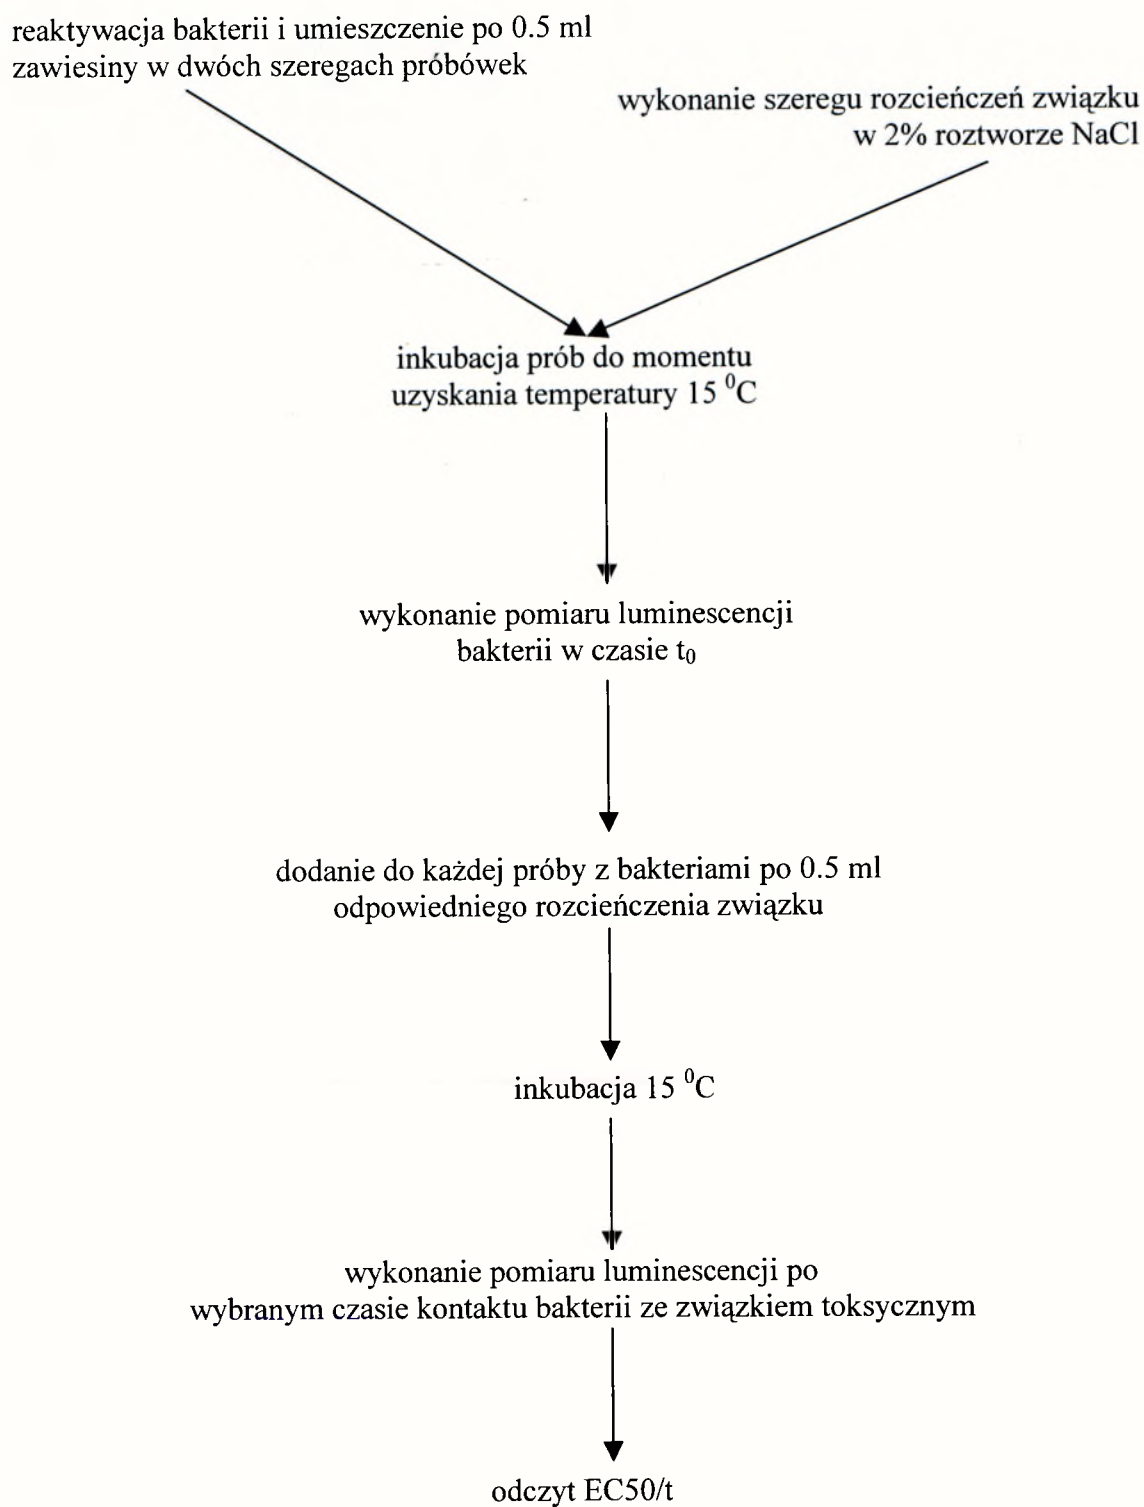 reaktywacja bakterii i umieszczenie po 0.5 ml
zawiesiny w dwóch szeregach próbówek
wykonanie szeregu rozcieńczeń związku
w 2% roztworze NaCl
inkubacja prób do momentu
uzyskania temperatury 15 ⁰C
wykonanie pomiaru luminescencji
bakterii w czasie t₀
dodanie do każdej próby z bakteriami po 0.5 ml
odpowiedniego rozcieńczenia związku
inkubacja 15 ⁰C
wykonanie pomiaru luminescencji po
wybranym czasie kontaktu bakterii ze związkiem toksycznym
odczyt EC50/t